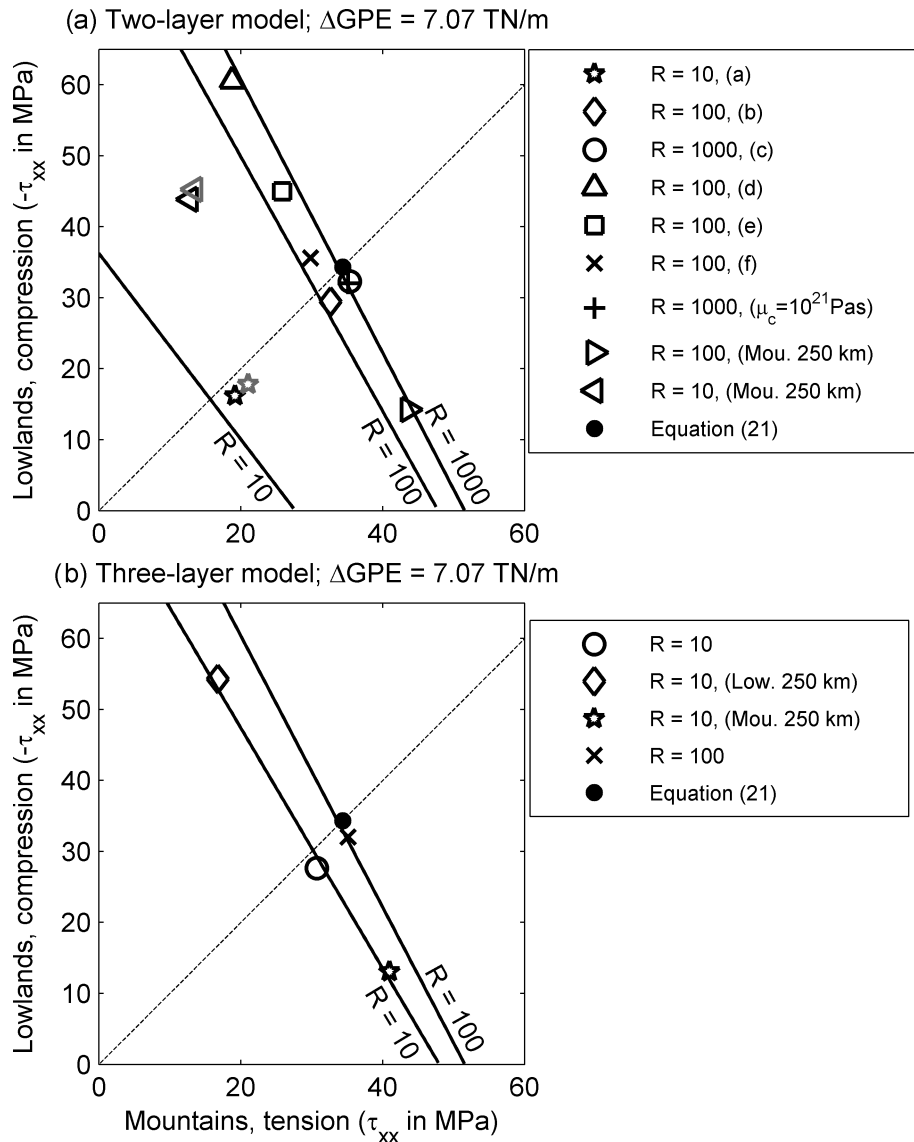 (a) Two-layer model; ΔGPE = 7.07 TN/m
Lowlands, compression (-τxx in MPa)
60
50
40
30
20
10
0
0
20
40
60
R = 10
R = 100
R = 1000
R = 10, (a)
R = 100, (b)
R = 1000, (c)
R = 100, (d)
R = 100, (e)
R = 100, (f)
R = 1000, (μc=10²¹Pas)
R = 100, (Mou. 250 km)
R = 10, (Mou. 250 km)
Equation (21)
(b) Three-layer model; ΔGPE = 7.07 TN/m
Lowlands, compression (-τxx in MPa)
60
50
40
30
20
10
0
0
20
40
60
R = 10
R = 100
Mountains, tension (τxx in MPa)
R = 10
R = 10, (Low. 250 km)
R = 10, (Mou. 250 km)
R = 100
Equation (21)